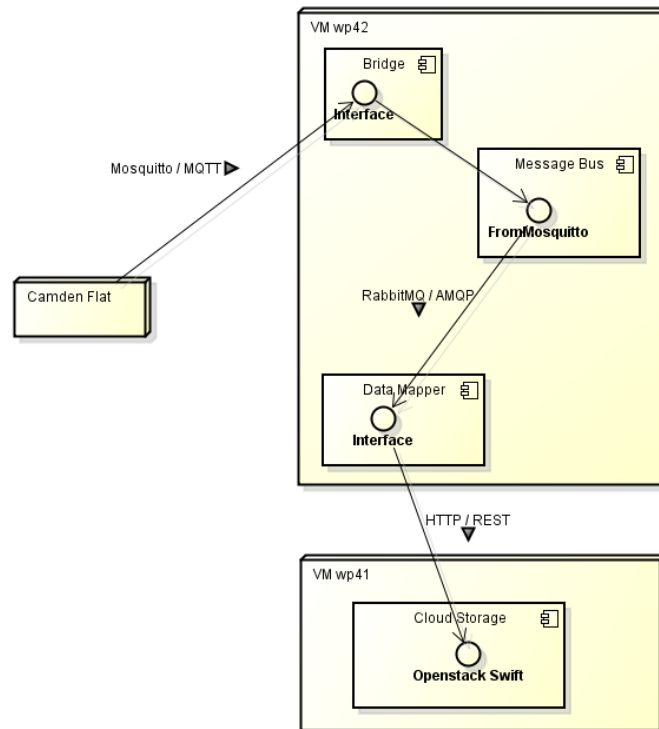 VM wp42
Bridge
Interface
Mosquitto / MQTT
Message Bus
FromMosquitto
Camden Flat
RabbitMQ / AMQP
Data Mapper
Interface
HTTP / REST
VM wp41
Cloud Storage
Openstack Swift